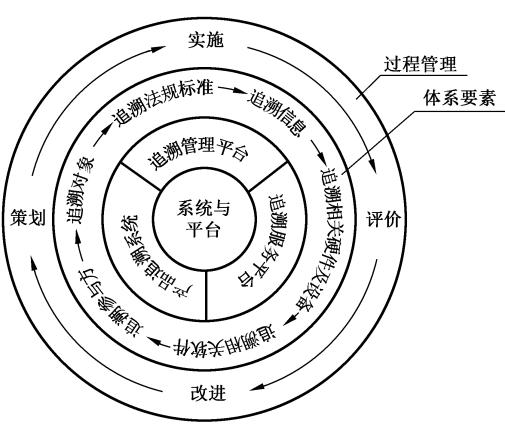 实施
过程管理
体系要素
追溯法规标准
追溯信息
追溯管理平台
追溯对象
追溯相关硬件及设备
策划
系统与
平台
评价
产品追溯系统
追溯服务平台
追溯参与方
追溯相关软件
改进